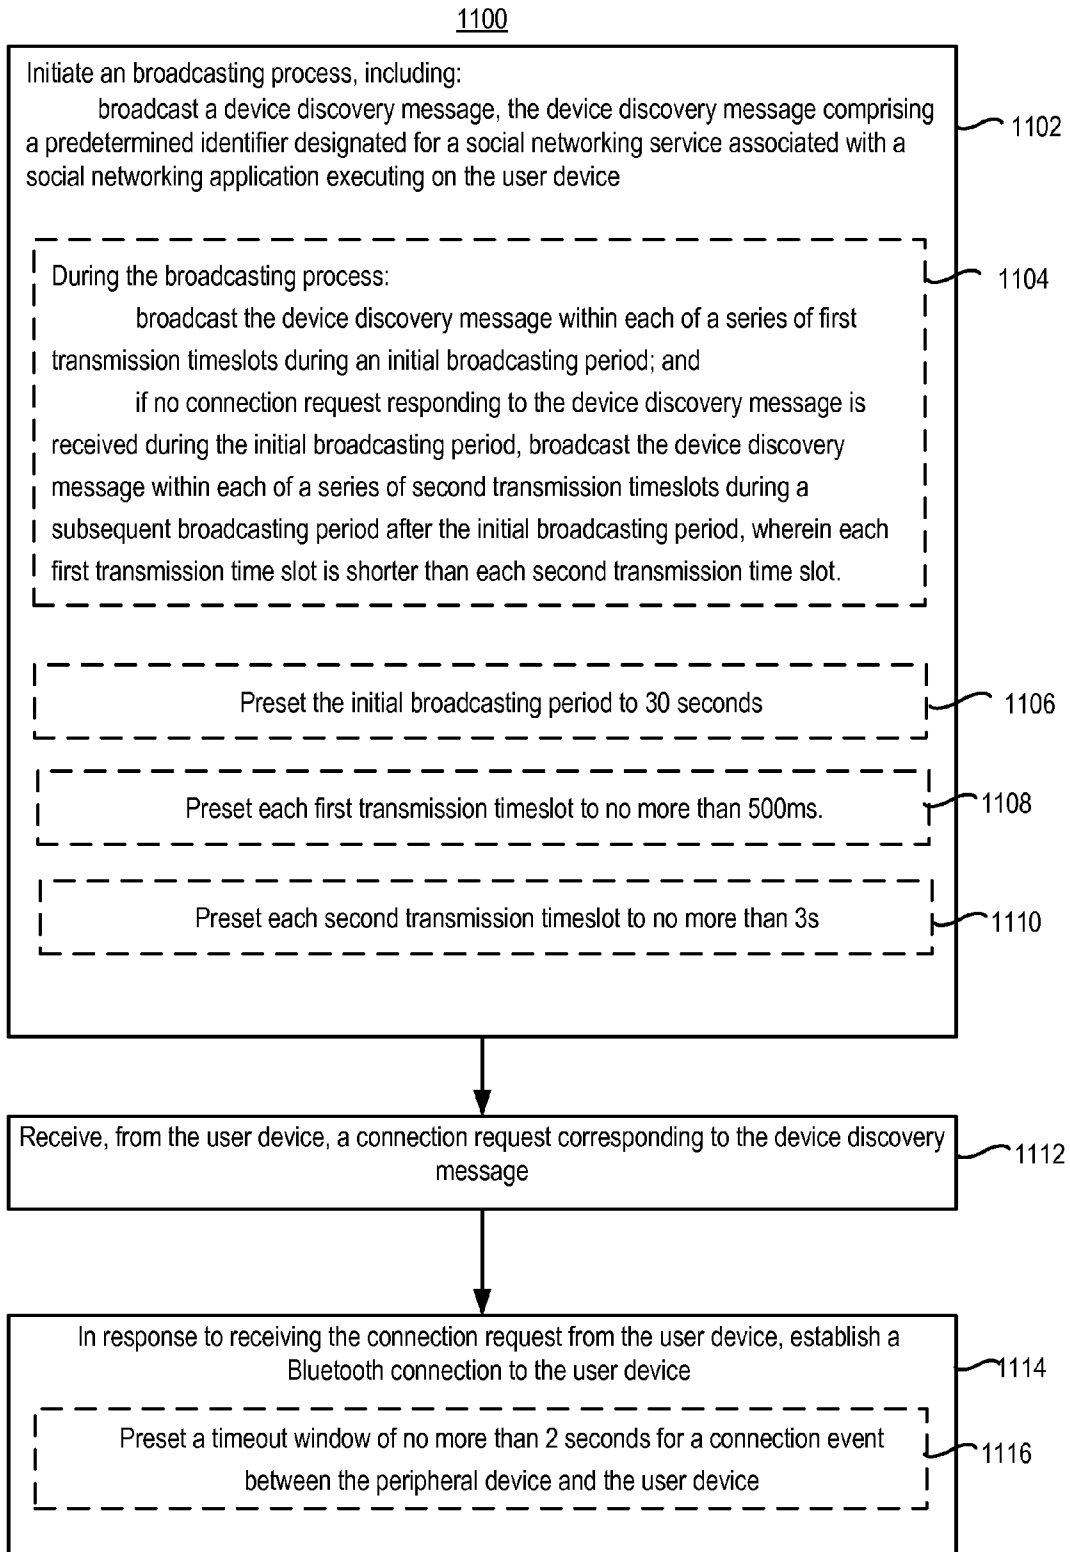 1100
Initiate an broadcasting process, including:
broadcast a device discovery message, the device discovery message comprising
a predetermined identifier designated for a social networking service associated with a
social networking application executing on the user device
1102
During the broadcasting process:
1104
broadcast the device discovery message within each of a series of first
transmission timeslots during an initial broadcasting period; and
if no connection request responding to the device discovery message is
received during the initial broadcasting period, broadcast the device discovery
message within each of a series of second transmission timeslots during a
subsequent broadcasting period after the initial broadcasting period, wherein each
first transmission time slot is shorter than each second transmission time slot.
Preset the initial broadcasting period to 30 seconds
1106
Preset each first transmission timeslot to no more than 500ms.
1108
Preset each second transmission timeslot to no more than 3s
1110
Receive, from the user device, a connection request corresponding to the device discovery
message
1112
In response to receiving the connection request from the user device, establish a
Bluetooth connection to the user device
1114
Preset a timeout window of no more than 2 seconds for a connection event
between the peripheral device and the user device
1116